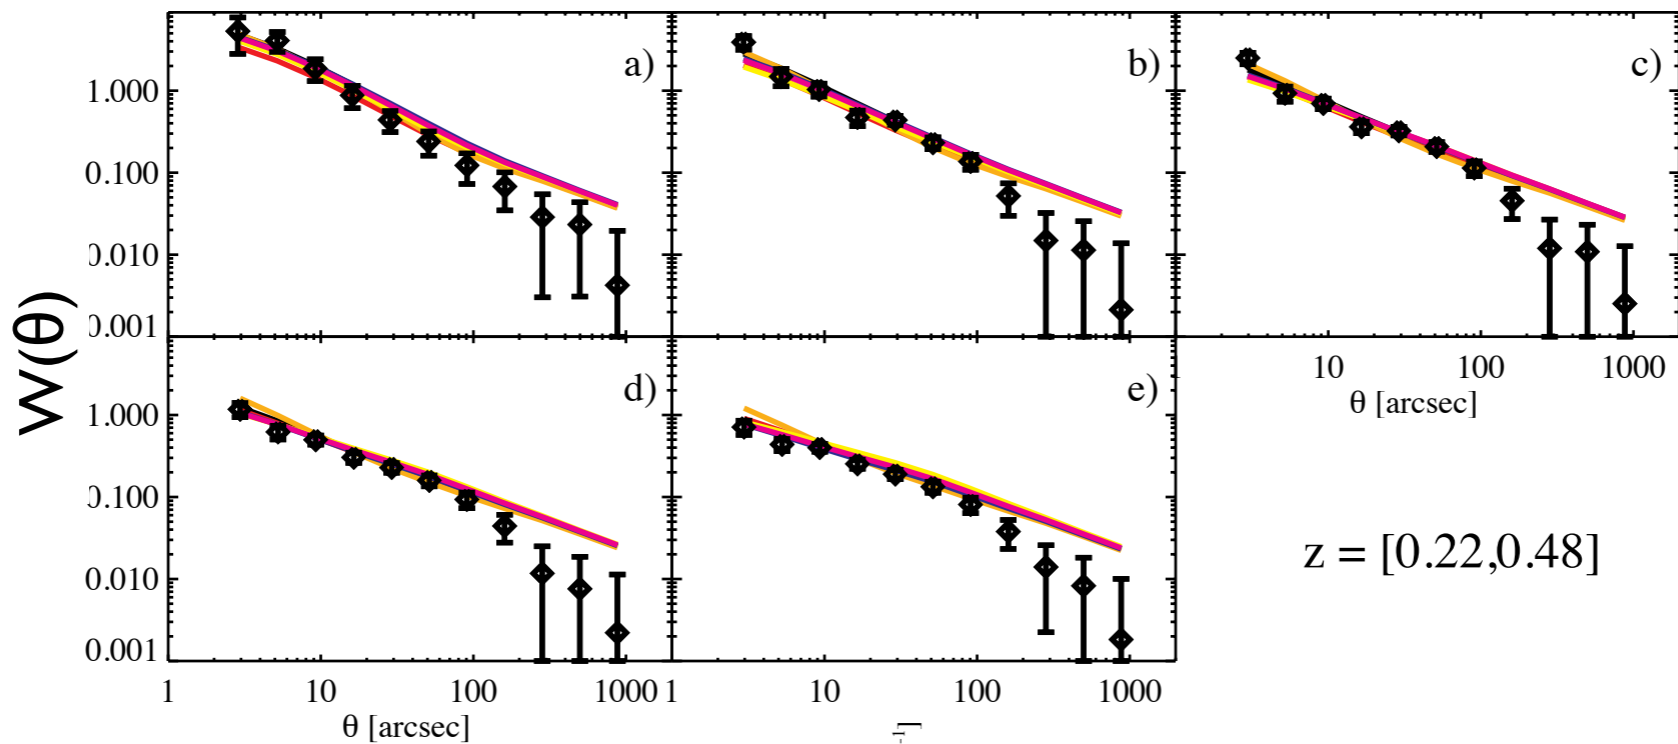 a)
b)
c)
1.000
0.100
0.010
0.001
W(θ)
10 100 1000
θ [arcsec]
d)
e)
1.000
0.100
0.010
0.001
z = [0.22,0.48]
1 10 100 1000 1 10 100 1000
θ [arcsec]